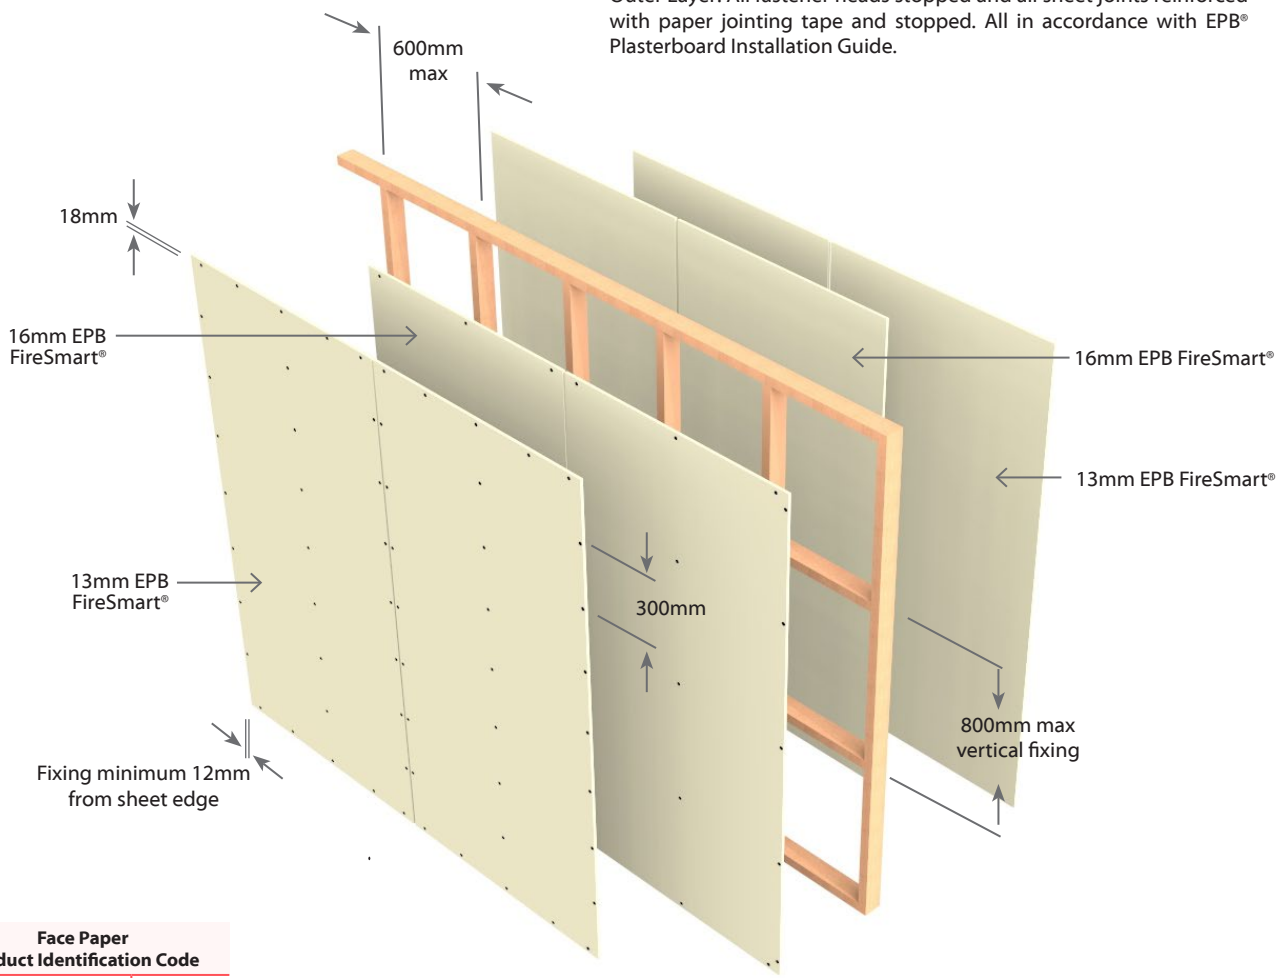 Outer Layer: All fastener heads stopped and all sheet joints reinforced
with paper jointing tape and stopped. All in accordance with EPB®
Plasterboard Installation Guide.
600mm
max
18mm
16mm EPB
FireSmart®
16mm EPB FireSmart®
13mm EPB FireSmart®
13mm EPB
FireSmart®
300mm
800mm max
vertical fixing
Fixing minimum 12mm
from sheet edge
Face Paper
duct Identification Code